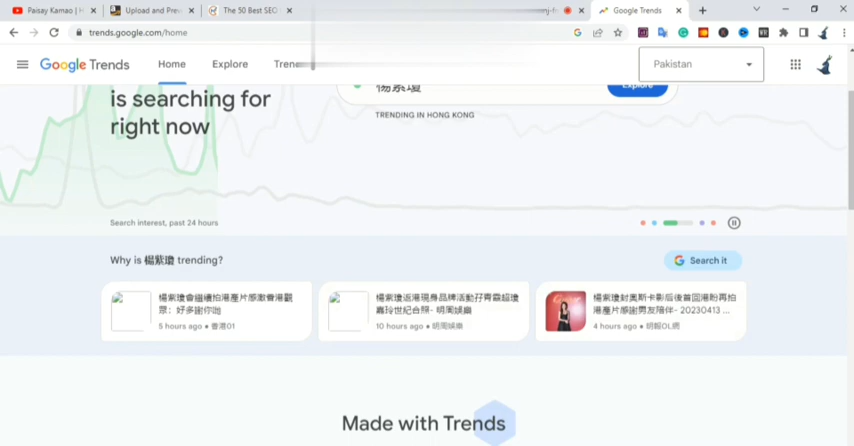 Paisay Kamao | H
Upload and Prev
The 50 Best SEO
Google Trends
trends.google.com/home
Google Trends
Home
Explore
Pakistan
is searching for
right now
楊紫瓊
Explore
TRENDING IN HONG KONG
Search interest, past 24 hours
Why is 楊紫瓊 trending?
Search it
楊紫瓊會繼續拍港產片感激香港觀
眾：好多謝你哋
5 hours ago • 香港01
楊紫瓊返港現身品牌活動孖青霞超瓊
嘉玲世紀合照- 明周娛樂
10 hours ago • 明周娛樂
楊紫瓊封奧斯卡影后後首回港盼再拍
港產片感謝男友陪伴- 20230413 ...
4 hours ago • 明報OL網
Made with Trends